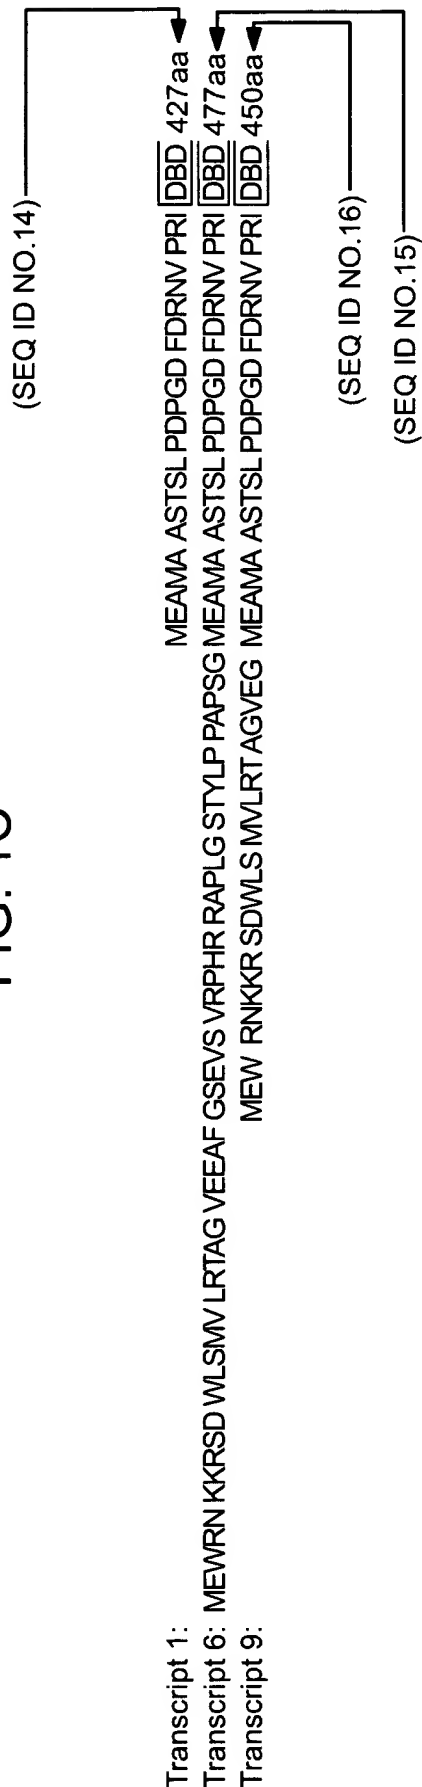 FIG.
(SEQ ID NO.14)
Transcript 1: MEAMA ASTSL PDPGD FDRNV PRI DBD 427aa
Transcript 6: MEWRN KKRSD WLSMV LRTAG VEEAF GSEVS VRPHR RAPLG STYLP PAPSG MEAMA ASTSL PDPGD FDRNV PRI DBD 477aa
Transcript 9: MEW RNKKR SDWLS MVLRT AGVEG MEAMA ASTSL PDPGD FDRNV PRI DBD 450aa
(SEQ ID NO.16)
(SEQ ID NO.15)